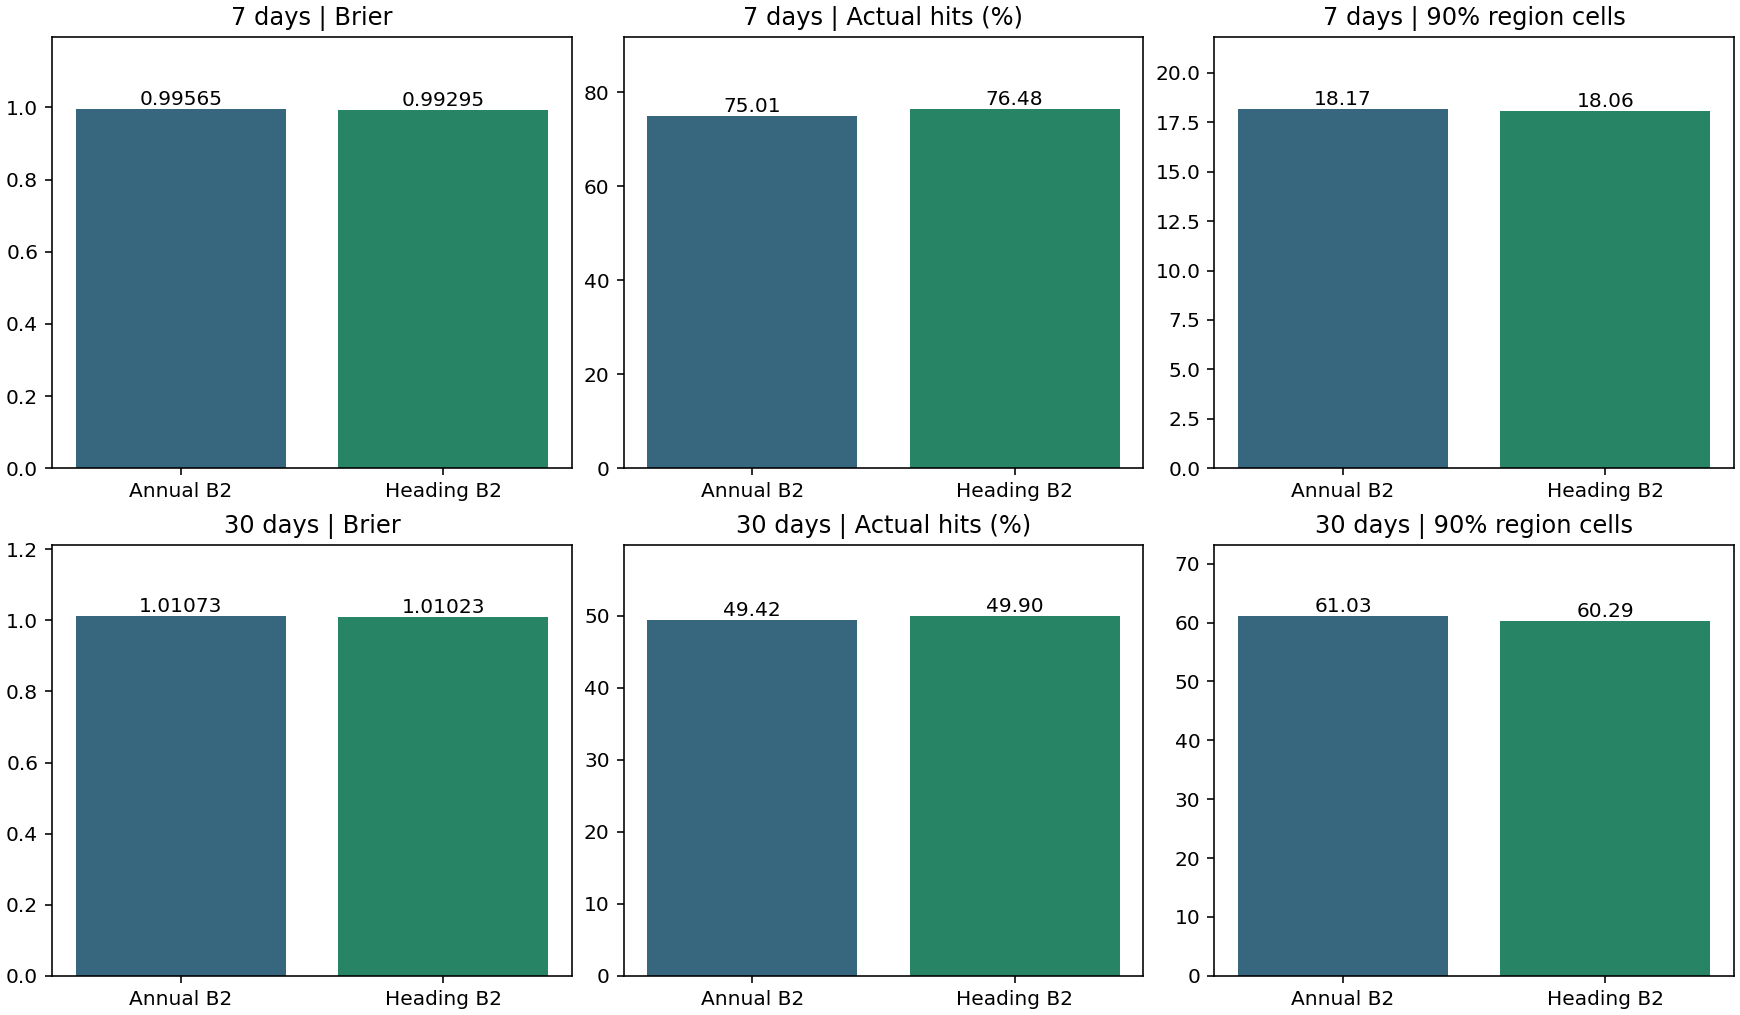 7 days | Brier
7 days | Actual hits (%)
7 days | 90% region cells
1.0
0.8
0.6
0.4
0.2
0.0
0.99565
0.99295
Annual B2
Heading B2
80
60
40
20
0
75.01
76.48
Annual B2
Heading B2
20.0
17.5
15.0
12.5
10.0
7.5
5.0
2.5
0.0
18.17
18.06
Annual B2
Heading B2
30 days | Brier
30 days | Actual hits (%)
30 days | 90% region cells
1.2
1.0
0.8
0.6
0.4
0.2
0.0
1.01073
1.01023
Annual B2
Heading B2
50
40
30
20
10
0
49.42
49.90
Annual B2
Heading B2
70
60
50
40
30
20
10
0
61.03
60.29
Annual B2
Heading B2